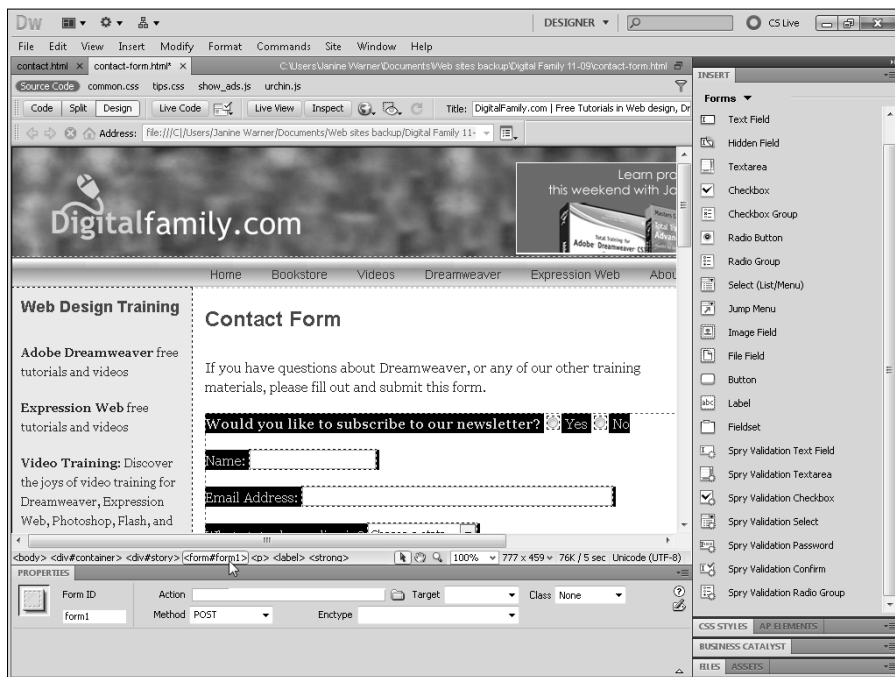 DW DESIGNER CS Live
File Edit View Insert Modify Format Commands Site Window Help
contact.html × contact-form.html* × C:\Users\Janine Warner\Documents\Web sites backup\Digital Family 11-09\contact-form.html
Source Code common.css tips.css show_ads.js urchin.js
Code Split Design Live Code Live View Inspect Title: DigitalFamily.com | Free Tutorials in Web design, Dr
Address: file:///C|/Users/Janine Warner/Documents/Web sites backup/Digital Family 11-
Learn pro
this weekend with Ja
Total Training for
Adobe Dreamweaver CS
Digitalfamily.com
Home Bookstore Videos Dreamweaver Expression Web Abou
Web Design Training
Adobe Dreamweaver free
tutorials and videos
Expression Web free
tutorials and videos
Video Training: Discover
the joys of video training for
Dreamweaver, Expression
Web, Photoshop, Flash, and
Contact Form
If you have questions about Dreamweaver, or any of our other training
materials, please fill out and submit this form.
Would you like to subscribe to our newsletter? Yes No
Name:
Email Address:
<body> <div#container> <div#story> <form#form1> <p> <label> <strong> 100% 777 x 459 76K / 5 sec Unicode (UTF-8)
PROPERTIES
Form ID Action Target Class None
form1 Method POST Enctype
INSERT
Forms
Text Field
Hidden Field
Textarea
Checkbox
Checkbox Group
Radio Button
Radio Group
Select (List/Menu)
Jump Menu
Image Field
File Field
Button
abc Label
Fieldset
Spry Validation Text Field
Spry Validation Textarea
Spry Validation Checkbox
Spry Validation Select
Spry Validation Password
Spry Validation Confirm
Spry Validation Radio Group
CSS STYLES AP ELEMENTS
BUSINESS CATALYST
FILES ASSETS